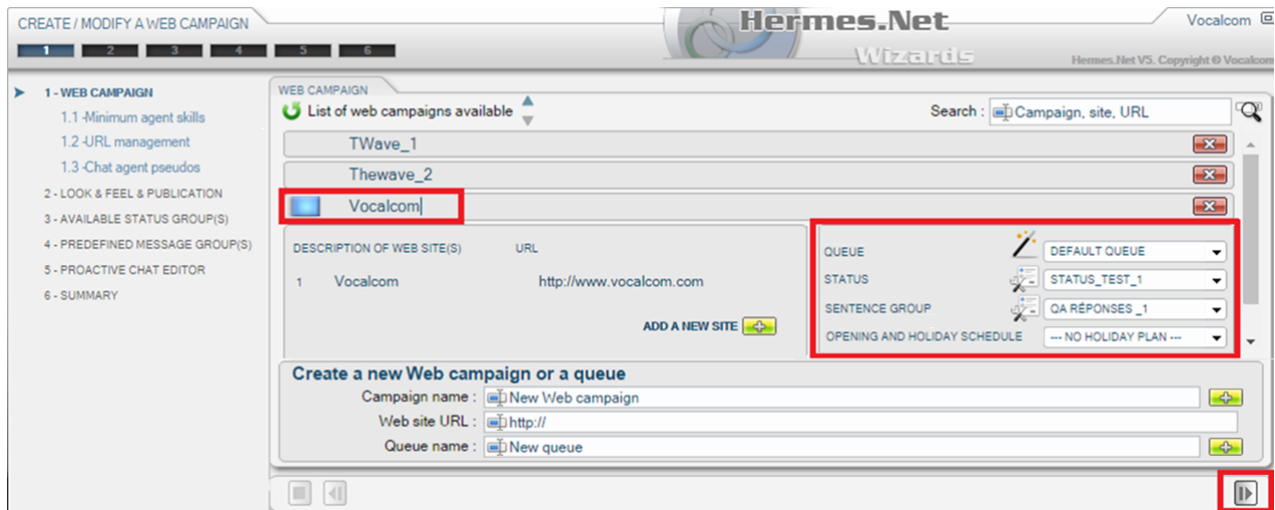 CREATE / MODIFY A WEB CAMPAIGN
Hermes.Net
Vocalcom
1 2 3 4 5 6
Wizards
Hermes.Net V5. Copyright © Vocalcom
1 - WEB CAMPAIGN
1.1 -Minimum agent skills
1.2 -URL management
1.3 -Chat agent pseudos
2 - LOOK & FEEL & PUBLICATION
3 - AVAILABLE STATUS GROUP(S)
4 - PREDEFINED MESSAGE GROUP(S)
5 - PROACTIVE CHAT EDITOR
6 - SUMMARY
WEB CAMPAIGN
List of web campaigns available
Search : Campaign, site, URL
TWave_1
Thewave_2
Vocalcom
DESCRIPTION OF WEB SITE(S) URL
1 Vocalcom http://www.vocalcom.com
ADD A NEW SITE
QUEUE DEFAULT QUEUE
STATUS STATUS_TEST_1
SENTENCE GROUP QA RÉPONSES _1
OPENING AND HOLIDAY SCHEDULE --- NO HOLIDAY PLAN ---
Create a new Web campaign or a queue
Campaign name : New Web campaign
Web site URL : http://
Queue name : New queue